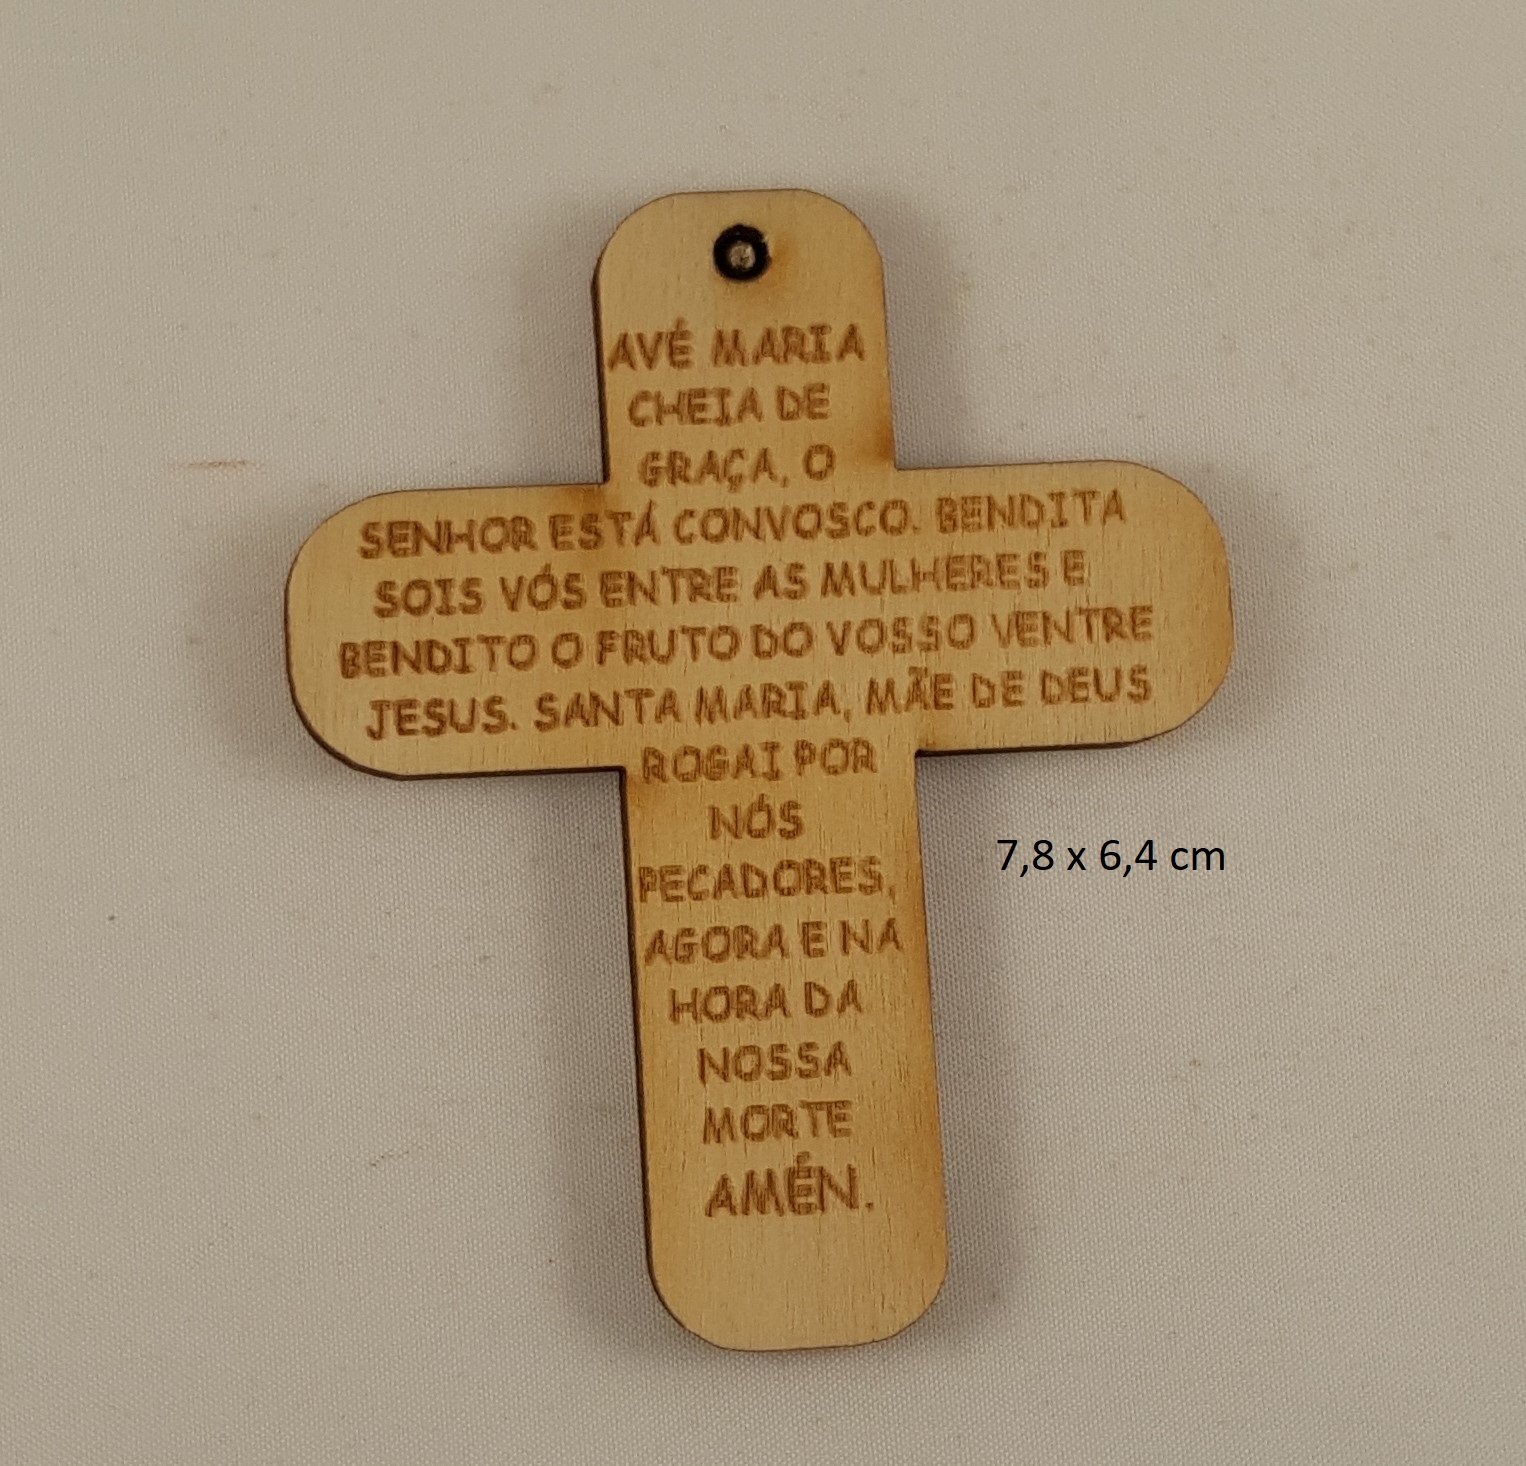 AVÉ MARIA
CHEIA DE
GRAÇA, O
SENHOR ESTÁ CONVOSCO. BENDITA
SOIS VÓS ENTRE AS MULHERES E
BENDITO O FRUTO DO VOSSO VENTRE
JESUS. SANTA MARIA, MÃE DE DEUS
ROGAI POR
NÓS
PECADORES,
AGORA E NA
HORA DA
NOSSA
MORTE
AMÉN.
7,8 x 6,4 cm